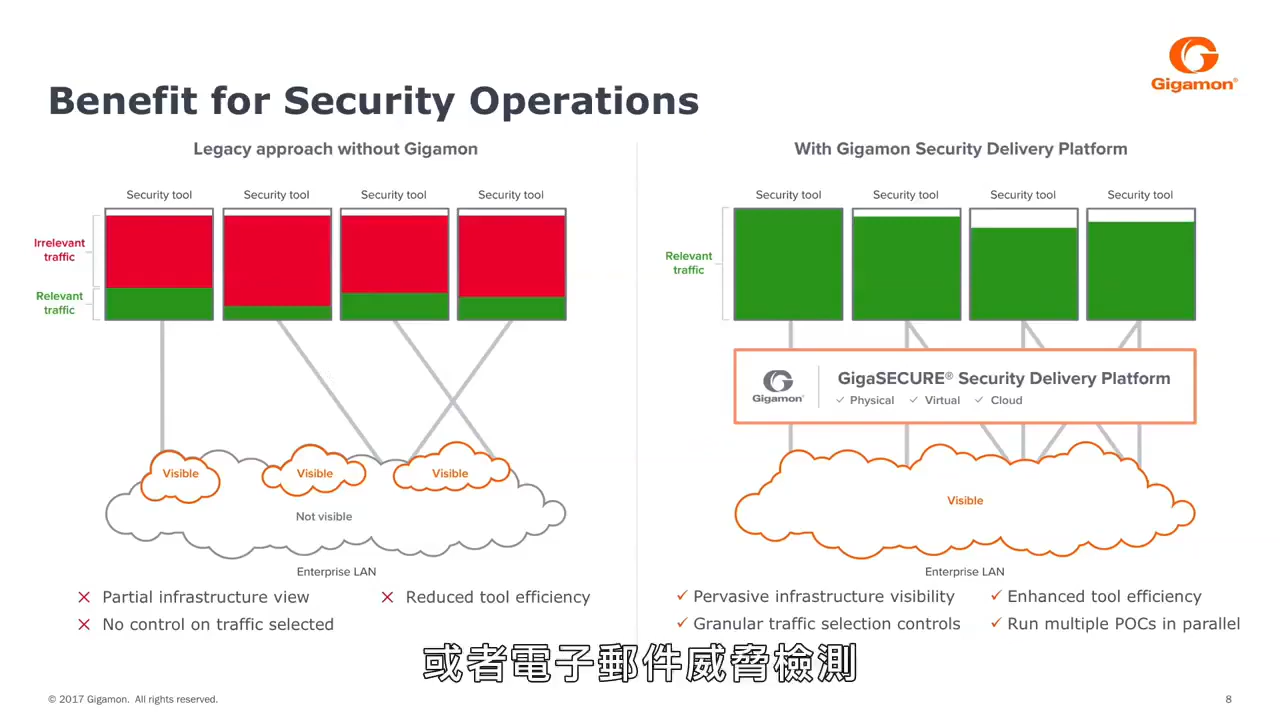 Gigamon®
Benefit for Security Operations
Legacy approach without Gigamon
Security tool
Security tool
Security tool
Security tool
Irrelevant
traffic
Relevant
traffic
Visible
Visible
Visible
Not visible
Enterprise LAN
× Partial infrastructure view
× Reduced tool efficiency
× No control on traffic selected
With Gigamon Security Delivery Platform
Security tool
Security tool
Security tool
Security tool
Relevant
traffic
Gigamon®
GigaSECURE® Security Delivery Platform
✓ Physical ✓ Virtual ✓ Cloud
Visible
Enterprise LAN
✓ Pervasive infrastructure visibility
✓ Enhanced tool efficiency
✓ Granular traffic selection controls
✓ Run multiple POCs in parallel
或者電子郵件威脅檢測
© 2017 Gigamon. All rights reserved.
8